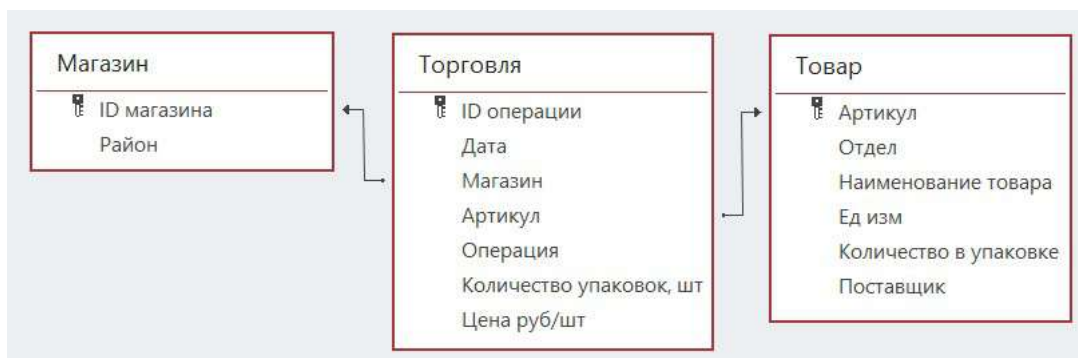 Магазин
ID магазина
Район
Торговля
ID операции
Дата
Магазин
Артикул
Операция
Количество упаковок, шт
Цена руб/шт
Товар
Артикул
Отдел
Наименование товара
Ед изм
Количество в упаковке
Поставщик